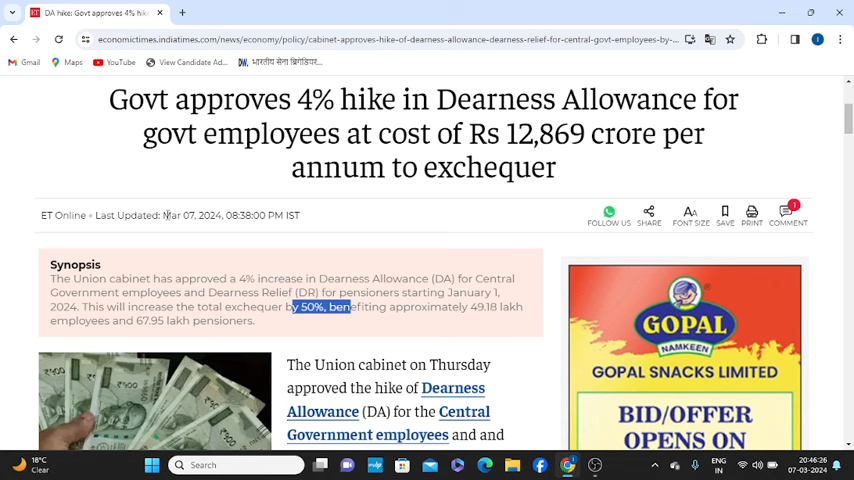 DA hike: Govt approves 4% hik
economictimes.indiatimes.com/news/economy/policy/cabinet-approves-hike-of-dearness-allowance-dearness-relief-for-central-govt-employees-by-...
Gmail
Maps
YouTube
View Candidate Ad...
भारतीय सेना ब्रिगेडियर...
Govt approves 4% hike in Dearness Allowance for
govt employees at cost of Rs 12,869 crore per
annum to exchequer
ET Online • Last Updated: Mar 07, 2024, 08:38:00 PM IST
FOLLOW US
SHARE
FONT SIZE
SAVE
PRINT
1
COMMENT
Synopsis
The Union cabinet has approved a 4% increase in Dearness Allowance (DA) for Central
Government employees and Dearness Relief (DR) for pensioners starting January 1,
2024. This will increase the total exchequer by 50%, benefiting approximately 49.18 lakh
employees and 67.95 lakh pensioners.
The Union cabinet on Thursday
approved the hike of Dearness
Allowance (DA) for the Central
Government employees and and
GOPAL
NAMKEEN
GOPAL SNACKS LIMITED
BID/OFFER
OPENS ON
18°C
Clear
Search
ENG
IN
20:46:26
07-03-2024